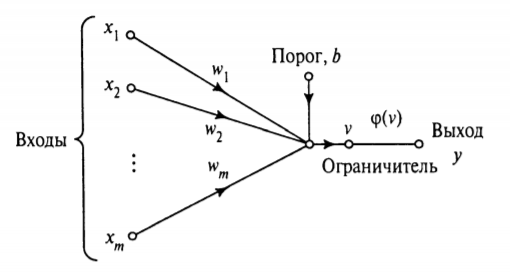 x₁
w₁
Порог, b
x₂
w₂
Входы
⋮
v
φ(v)
Выход
y
Ограничитель
wₘ
xₘ